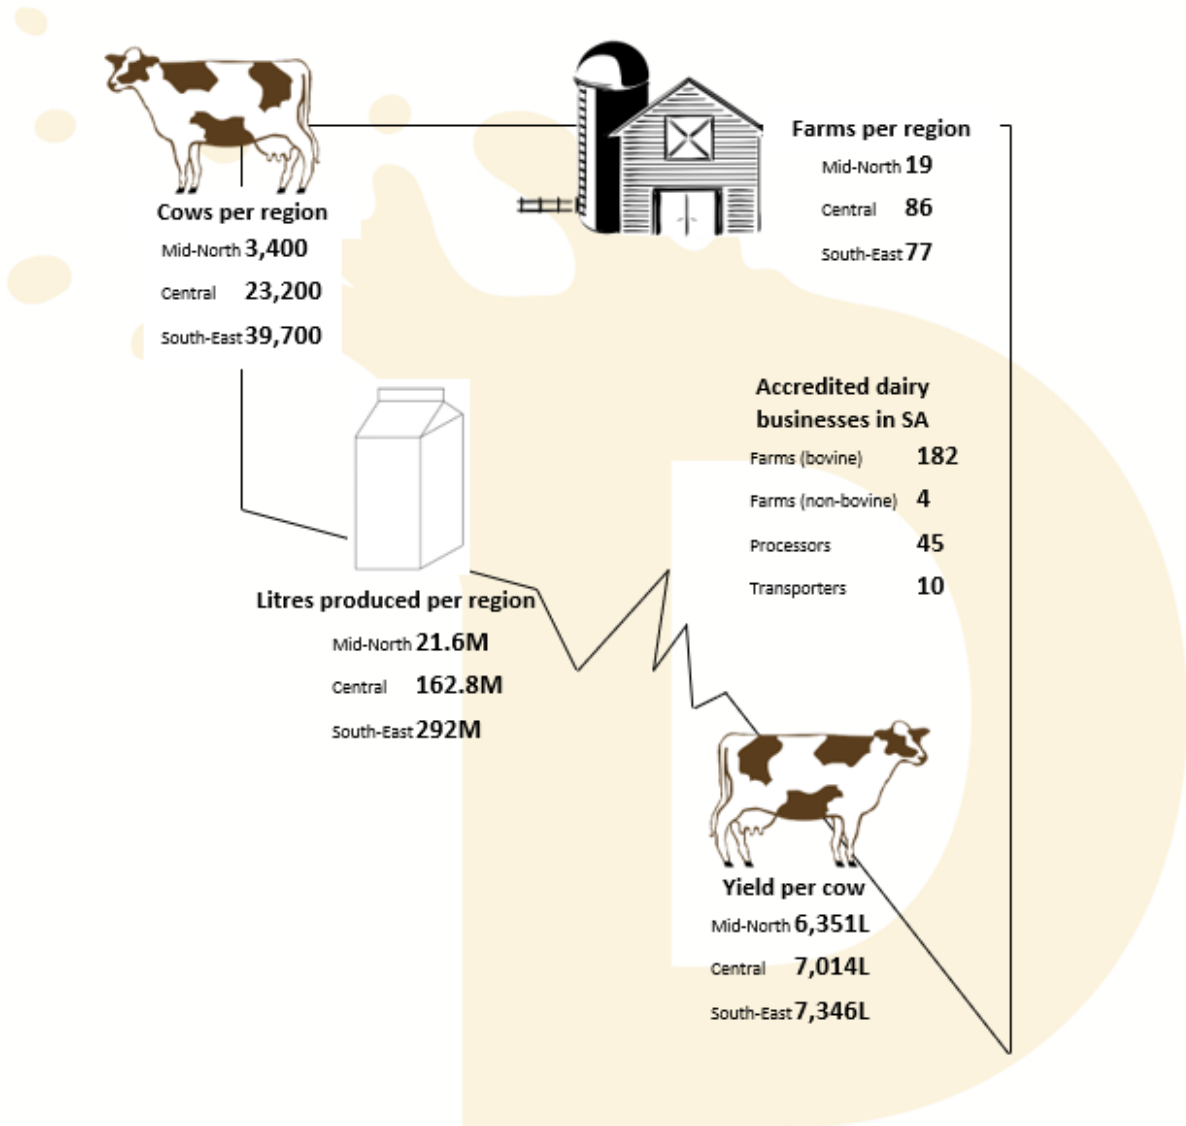 Farms per region
Mid-North 19
Central 86
South-East 77
Cows per region
Mid-North 3,400
Central 23,200
South-East 39,700
Accredited dairy
businesses in SA
Farms (bovine) 182
Farms (non-bovine) 4
Processors 45
Transporters 10
Litres produced per region
Mid-North 21.6M
Central 162.8M
South-East 292M
Yield per cow
Mid-North 6,351L
Central 7,014L
South-East 7,346L